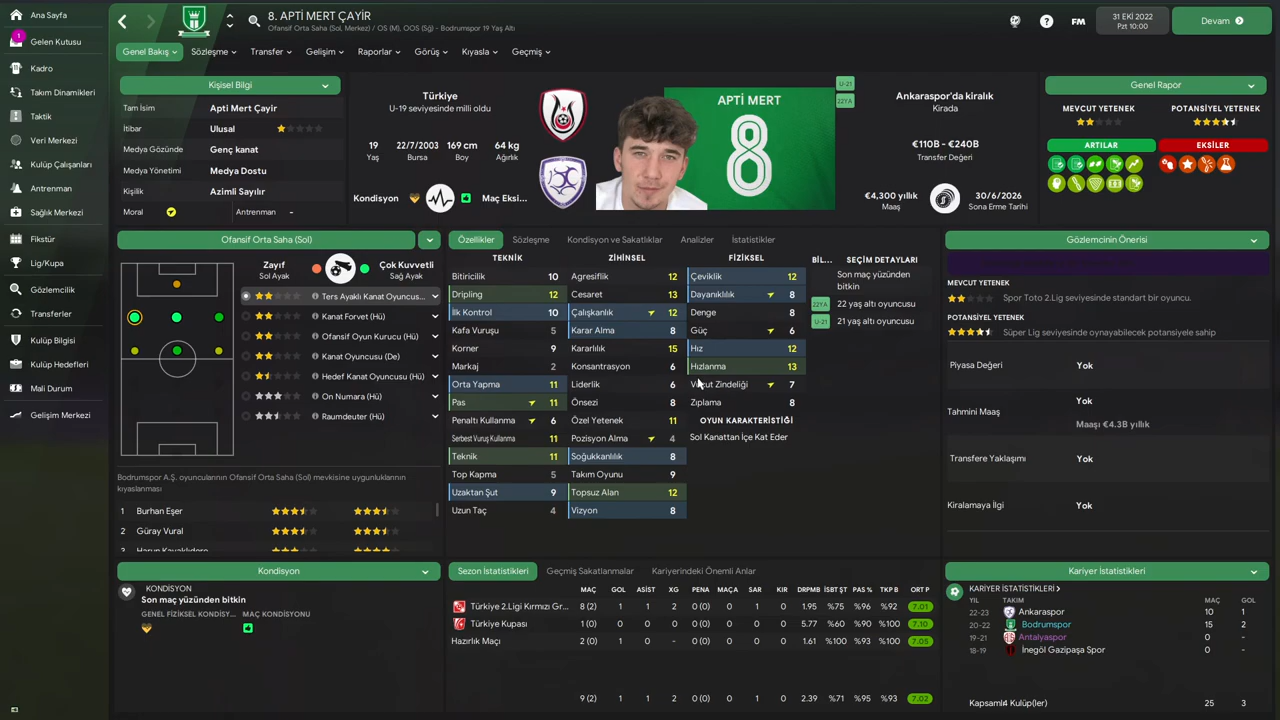 Ana Sayfa
1
Gelen Kutusu
Kadro
Takım Dinamikleri
Taktik
Veri Merkezi
Kulüp Çalışanları
Antrenman
Sağlık Merkezi
Fikstür
Lig/Kupa
Gözlemcilik
Transferler
Kulüp Bilgisi
Kulüp Hedefleri
Mali Durum
Gelişim Merkezi
8. APTİ MERT ÇAYİR
Ofansif Orta Saha (Sol, Merkez) / OS (M), OOS (Sğ) - Bodrumspor 19 Yaş Altı
FM
31 EKİ 2022
Pzt 10:00
Devam
Genel Bakış
Sözleşme
Transfer
Gelişim
Raporlar
Görüş
Kıyasla
Geçmiş
Kişisel Bilgi
Tam İsim Apti Mert Çayir
İtibar Ulusal
Medya Gözünde Genç kanat
Medya Yönetimi Medya Dostu
Kişilik Azimli Sayılır
Moral Antrenman -
Türkiye
U-19 seviyesinde milli oldu
19 22/7/2003 169 cm 64 kg
Yaş Bursa Boy Ağırlık
Kondisyon Maç Eksi...
APTİ MERT
8
U-21
22YA
Ankaraspor'da kiralık
Kirada
€110B - €240B
Transfer Değeri
€4,300 yıllık
Maaş
30/6/2026
Sona Erme Tarihi
Genel Rapor
MEVCUT YETENEK POTANSİYEL YETENEK
ARTILAR EKSİLER
Ofansif Orta Saha (Sol)
Zayıf
Sol Ayak
Çok Kuvvetli
Sağ Ayak
Ters Ayaklı Kanat Oyuncus...
Kanat Forvet (Hü)
Ofansif Oyun Kurucu (Hü)
Kanat Oyuncusu (De)
Hedef Kanat Oyuncusu (Hü)
On Numara (Hü)
Raumdeuter (Hü)
Bodrumspor A.Ş. oyuncularının Ofansif Orta Saha (Sol) mevkisine uygunluklarının
kıyaslanması
1 Burhan Eşer
2 Güray Vural
3
Özellikler
Sözleşme
Kondisyon ve Sakatlıklar
Analizler
İstatistikler
TEKNİK
Bitiricilik 10
Dripling 12
İlk Kontrol 10
Kafa Vuruşu 5
Korner 9
Markaj 2
Orta Yapma 11
Pas 11
Penaltı Kullanma 6
Serbest Vuruş Kullanma 11
Teknik 11
Top Kapma 5
Uzaktan Şut 9
Uzun Taç 4
ZİHİNSEL
Agresiflik 12
Cesaret 13
Çalışkanlık 12
Karar Alma 8
Kararlılık 15
Konsantrasyon 6
Liderlik 6
Önsezi 8
Özel Yetenek 11
Pozisyon Alma 4
Soğukkanlılık 8
Takım Oyunu 9
Topsuz Alan 12
Vizyon 8
FİZİKSEL
Çeviklik 12
Dayanıklılık 8
Denge 8
Güç 6
Hız 12
Hızlanma 13
Vücut Zindeliği 7
Zıplama 8
OYUN KARAKTERİSTİĞİ
Sol Kanattan İçe Kat Eder
BİL... SEÇİM DETAYLARI
Son maç yüzünden
bitkin
22YA 22 yaş altı oyuncusu
U-21 21 yaş altı oyuncusu
Gözlemcinin Önerisi
MEVCUT YETENEK
Spor Toto 2.Lig seviyesinde standart bir oyuncu.
POTANSİYEL YETENEK
Süper Lig seviyesinde oynayabilecek potansiyele sahip
Piyasa Değeri Yok
Tahmini Maaş Yok
Maaşı €4.3B yıllık
Transfere Yaklaşımı Yok
Kiralamaya İlgi Yok
Kondisyon
KONDİSYON
Son maç yüzünden bitkin
GENEL FİZİKSEL KONDİSY... MAÇ KONDİSYONU
Sezon İstatistikleri
Geçmiş Sakatlanmalar
Kariyerindeki Önemli Anlar
MAÇ GOL ASİST XG PENA MAÇA SAR KIR DRPMB %İSBT ŞT PAS % TKP B ORT P
Türkiye 2.Ligi Kırmızı Gr... 8 (2) 1 1 2 0 (0) 0 1 0 1.95 %75 %96 %92 7.01
Türkiye Kupası 1 (0) 0 0 0 0 (0) 0 0 0 5.77 %60 %90 %100 7.10
Hazırlık Maçı 2 (0) 1 0 - 0 (0) 0 0 0 1.61 %100 %93 %100 7.05
9 (2) 1 1 2 0 (0) 0 1 0 2.39 %71 %95 %93 7.02
Kariyer İstatistikleri
KARİYER İSTATİSTİKLERİ >
YIL TAKIM MAÇ GOL
22-23 Ankaraspor 10 1
20-22 Bodrumspor 15 2
19-21 Antalyaspor 0 -
18-19 İnegöl Gazipaşa Spor 0 -
Kapsamlı4 Kulüp(ler) 25 3